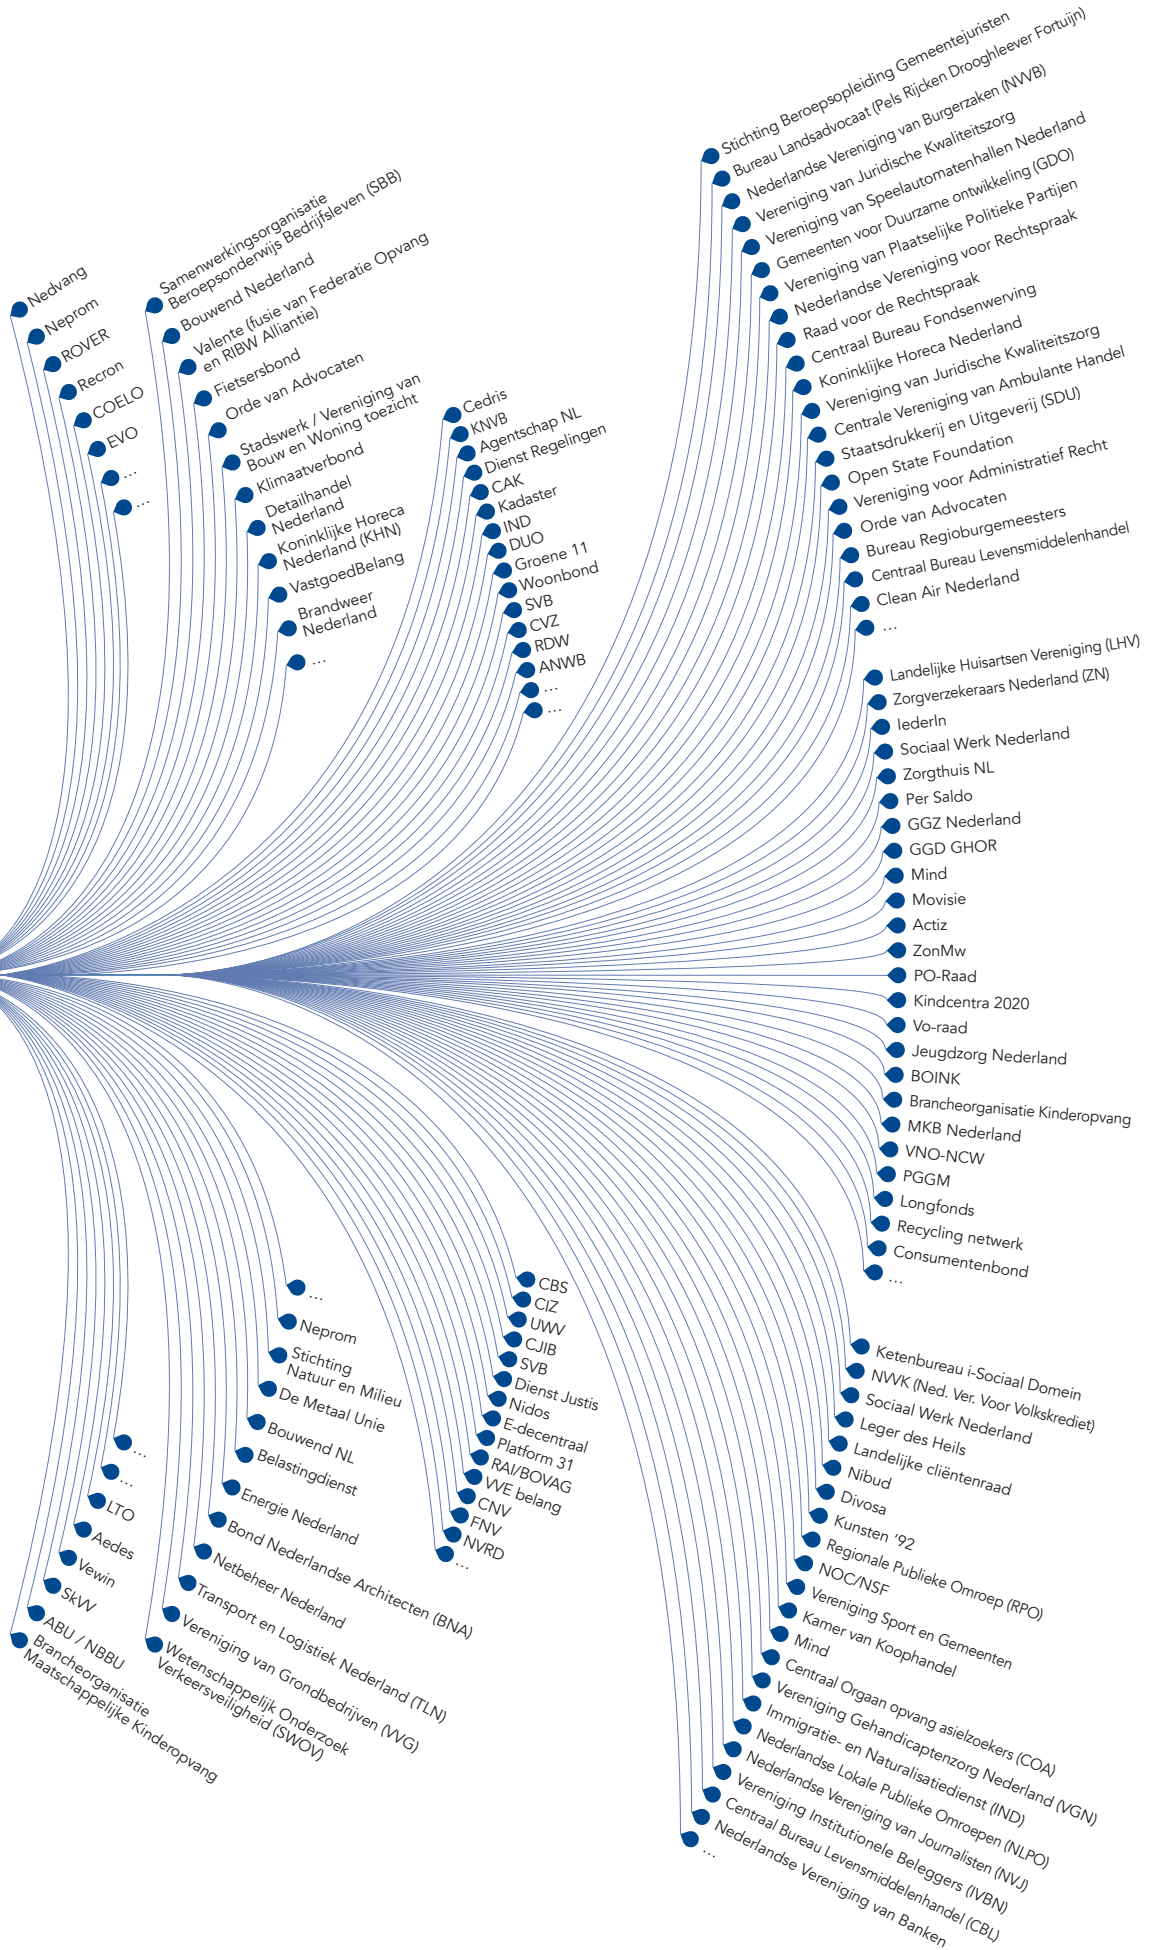 Nedvang
Neprom
ROVER
Recron
COELO
EVO
...
...
Samenwerkingsorganisatie
Beroepsonderwijs Bedrijfsleven (SBB)
Bouwend Nederland
Valente (fusie van Federatie Opvang
en RIBW Alliantie)
Fietsersbond
Orde van Advocaten
Stadswerk / Vereniging van
Bouw en Woning toezicht
Klimaatverbond
Detailhandel
Nederland
Koninklijke Horeca
Nederland (KHN)
VastgoedBelang
Brandweer
Nederland
...
Cedris
KNVB
Agentschap NL
Dienst Regelingen
CAK
Kadaster
IND
DUO
Groene 11
Woonbond
SVB
CVZ
RDW
ANWB
...
...
Stichting Beroepsopleiding Gemeentejuristen
Bureau Landsadvocaat (Pels Rijcken Drooghleever Fortuijn)
Nederlandse Vereniging van Burgerzaken (NVVB)
Vereniging van Juridische Kwaliteitszorg
Vereniging van Speelautomatenhallen Nederland
Gemeenten voor Duurzame ontwikkeling (GDO)
Vereniging van Plaatselijke Politieke Partijen
Nederlandse Vereniging voor Rechtspraak
Raad voor de Rechtspraak
Centraal Bureau Fondsenwerving
Koninklijke Horeca Nederland
Vereniging van Juridische Kwaliteitszorg
Centrale Vereniging van Ambulante Handel
Staatsdrukkerij en Uitgeverij (SDU)
Open State Foundation
Vereniging voor Administratief Recht
Orde van Advocaten
Bureau Regioburgemeesters
Centraal Bureau Levensmiddelenhandel
Clean Air Nederland
...
Landelijke Huisartsen Vereniging (LHV)
Zorgverzekeraars Nederland (ZN)
IederIn
Sociaal Werk Nederland
Zorgthuis NL
Per Saldo
GGZ Nederland
GGD GHOR
Mind
Movisie
Actiz
ZonMw
PO-Raad
Kindcentra 2020
Vo-raad
Jeugdzorg Nederland
BOINK
Brancheorganisatie Kinderopvang
MKB Nederland
VNO-NCW
PGGM
Longfonds
Recycling netwerk
Consumentenbond
...
...
Neprom
Stichting
Natuur en Milieu
De Metaal Unie
Bouwend NL
Belastingdienst
Energie Nederland
Bond Nederlandse Architecten (BNA)
Netbeheer Nederland
Transport en Logistiek Nederland (TLN)
Vereniging van Grondbedrijven (VVG)
Wetenschappelijk Onderzoek
Verkeersveiligheid (SWOV)
...
...
LTO
Aedes
Vewin
SkVV
ABU / NBBU
Brancheorganisatie
Maatschappelijke Kinderopvang
CBS
CIZ
UWV
CJIB
SVB
Dienst Justis
Nidos
E-decentraal
Platform 31
RAI/BOVAG
VVE belang
CNV
FNV
NVRD
...
Ketenbureau i-Sociaal Domein
NVVK (Ned. Ver. Voor Volkskrediet)
Sociaal Werk Nederland
Leger des Heils
Landelijke cliëntenraad
Nibud
Divosa
Kunsten ’92
Regionale Publieke Omroep (RPO)
NOC/NSF
Vereniging Sport en Gemeenten
Kamer van Koophandel
Mind
Centraal Orgaan opvang asielzoekers (COA)
Vereniging Gehandicaptenzorg Nederland (VGN)
Immigratie- en Naturalisatiedienst (IND)
Nederlandse Lokale Publieke Omroepen (NLPO)
Nederlandse Vereniging van Journalisten (NVJ)
Vereniging Institutionele Beleggers (IVBN)
Centraal Bureau Levensmiddelenhandel (CBL)
Nederlandse Vereniging van Banken
...